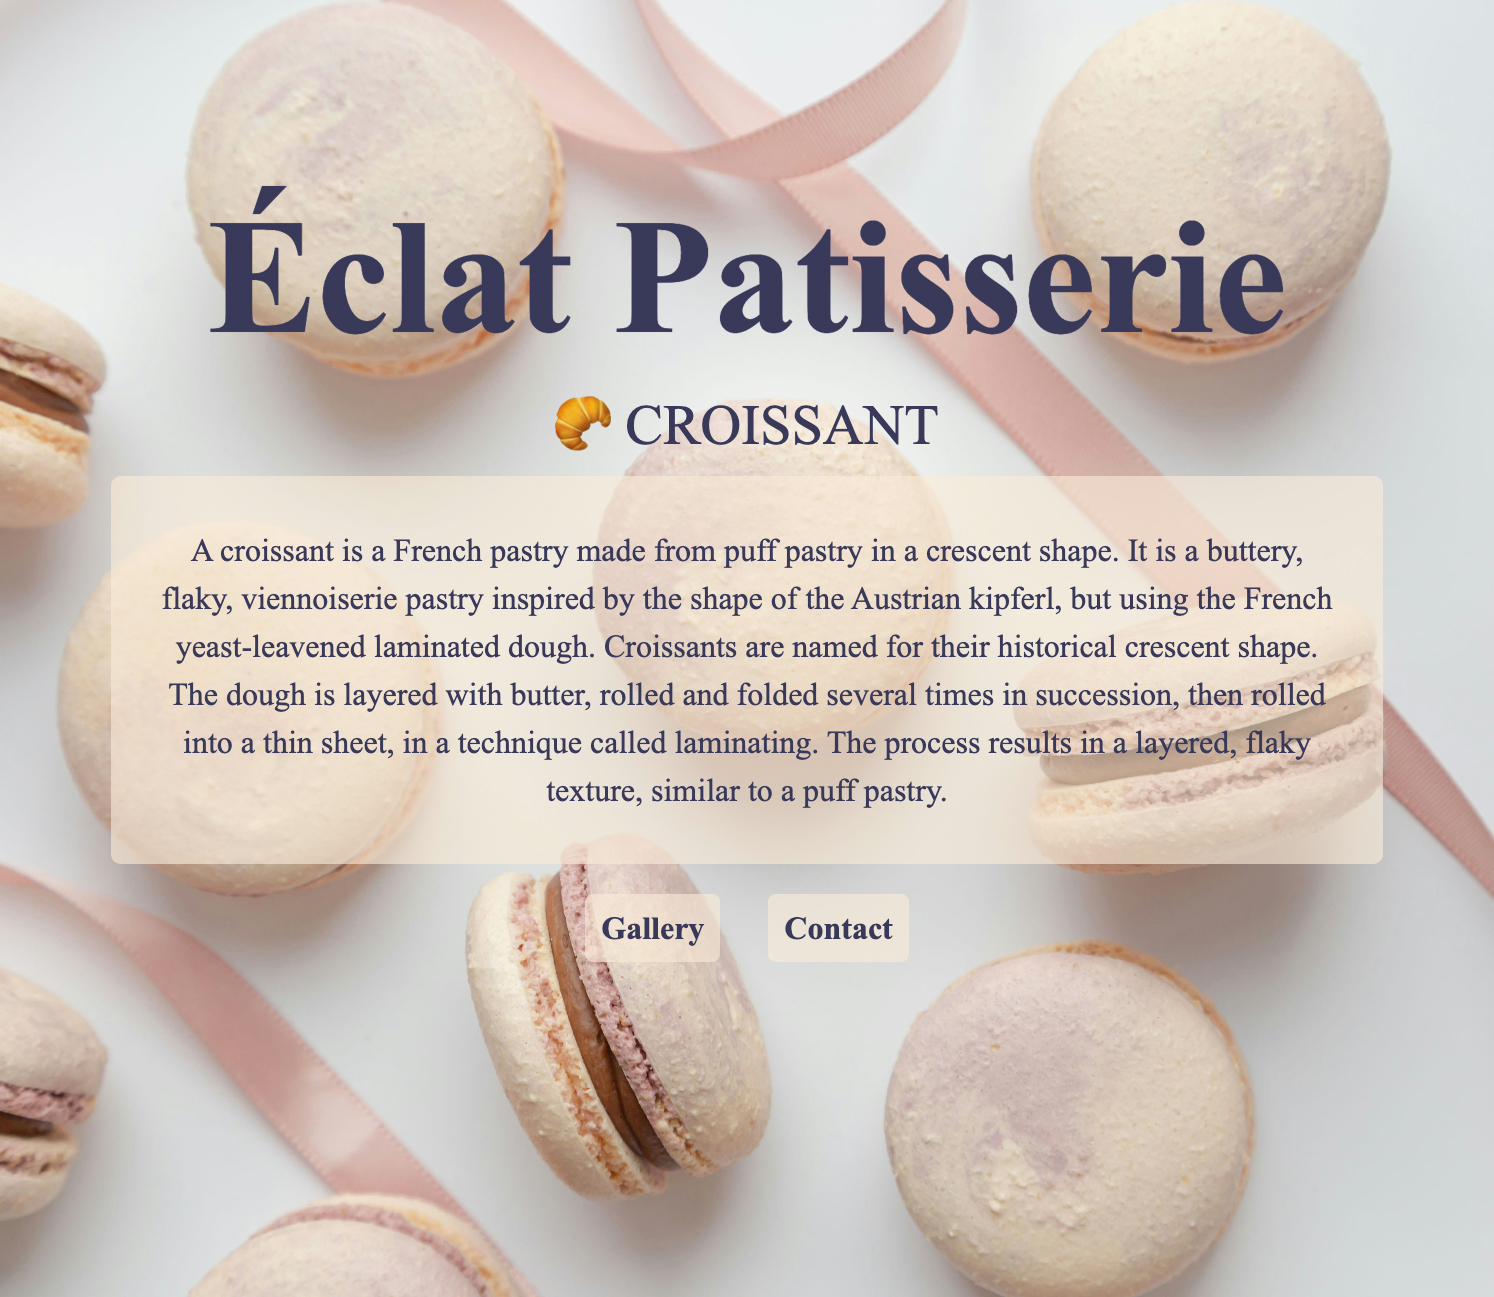 Éclat Patisserie
🥐 CROISSANT
A croissant is a French pastry made from puff pastry in a crescent shape. It is a buttery,
flaky, viennoiserie pastry inspired by the shape of the Austrian kipferl, but using the French
yeast-leavened laminated dough. Croissants are named for their historical crescent shape.
The dough is layered with butter, rolled and folded several times in succession, then rolled
into a thin sheet, in a technique called laminating. The process results in a layered, flaky
texture, similar to a puff pastry.
Gallery Contact